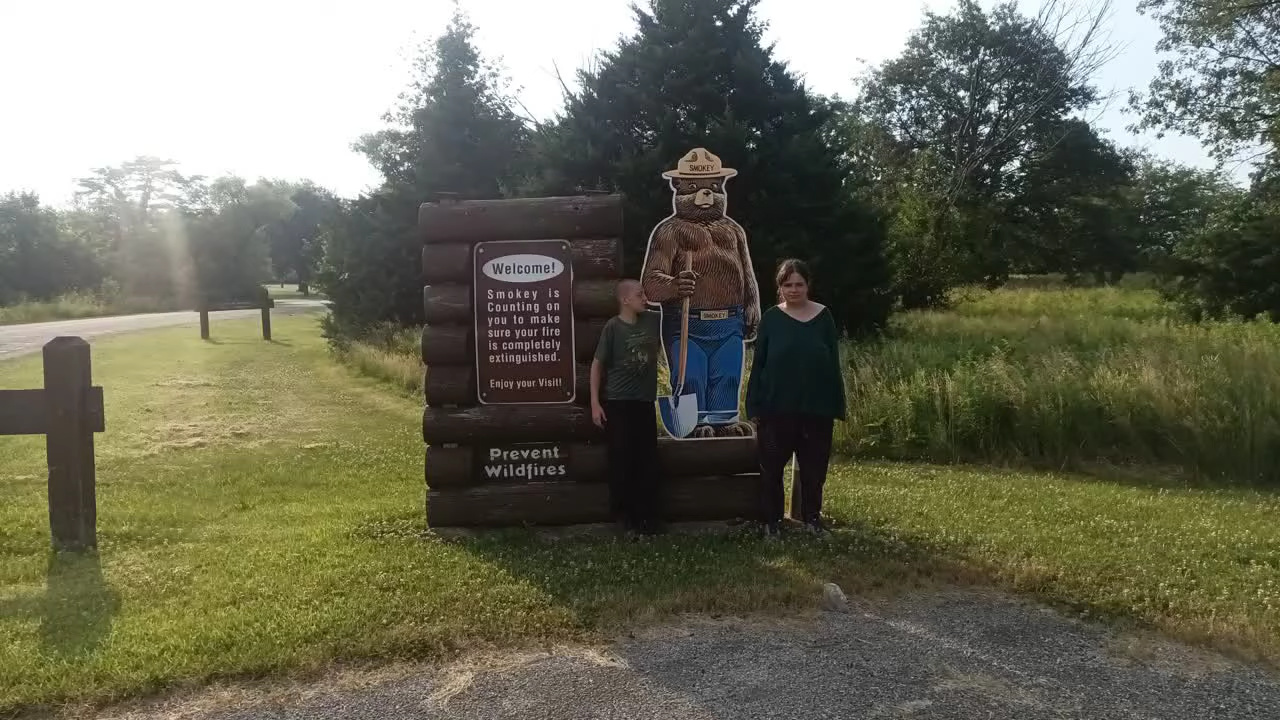 SMOKEY
Welcome!
Smokey is
Counting on
you to make
sure your fire
is completely
extinguished.
Enjoy your Visit!
SMOKEY
Prevent
Wildfires